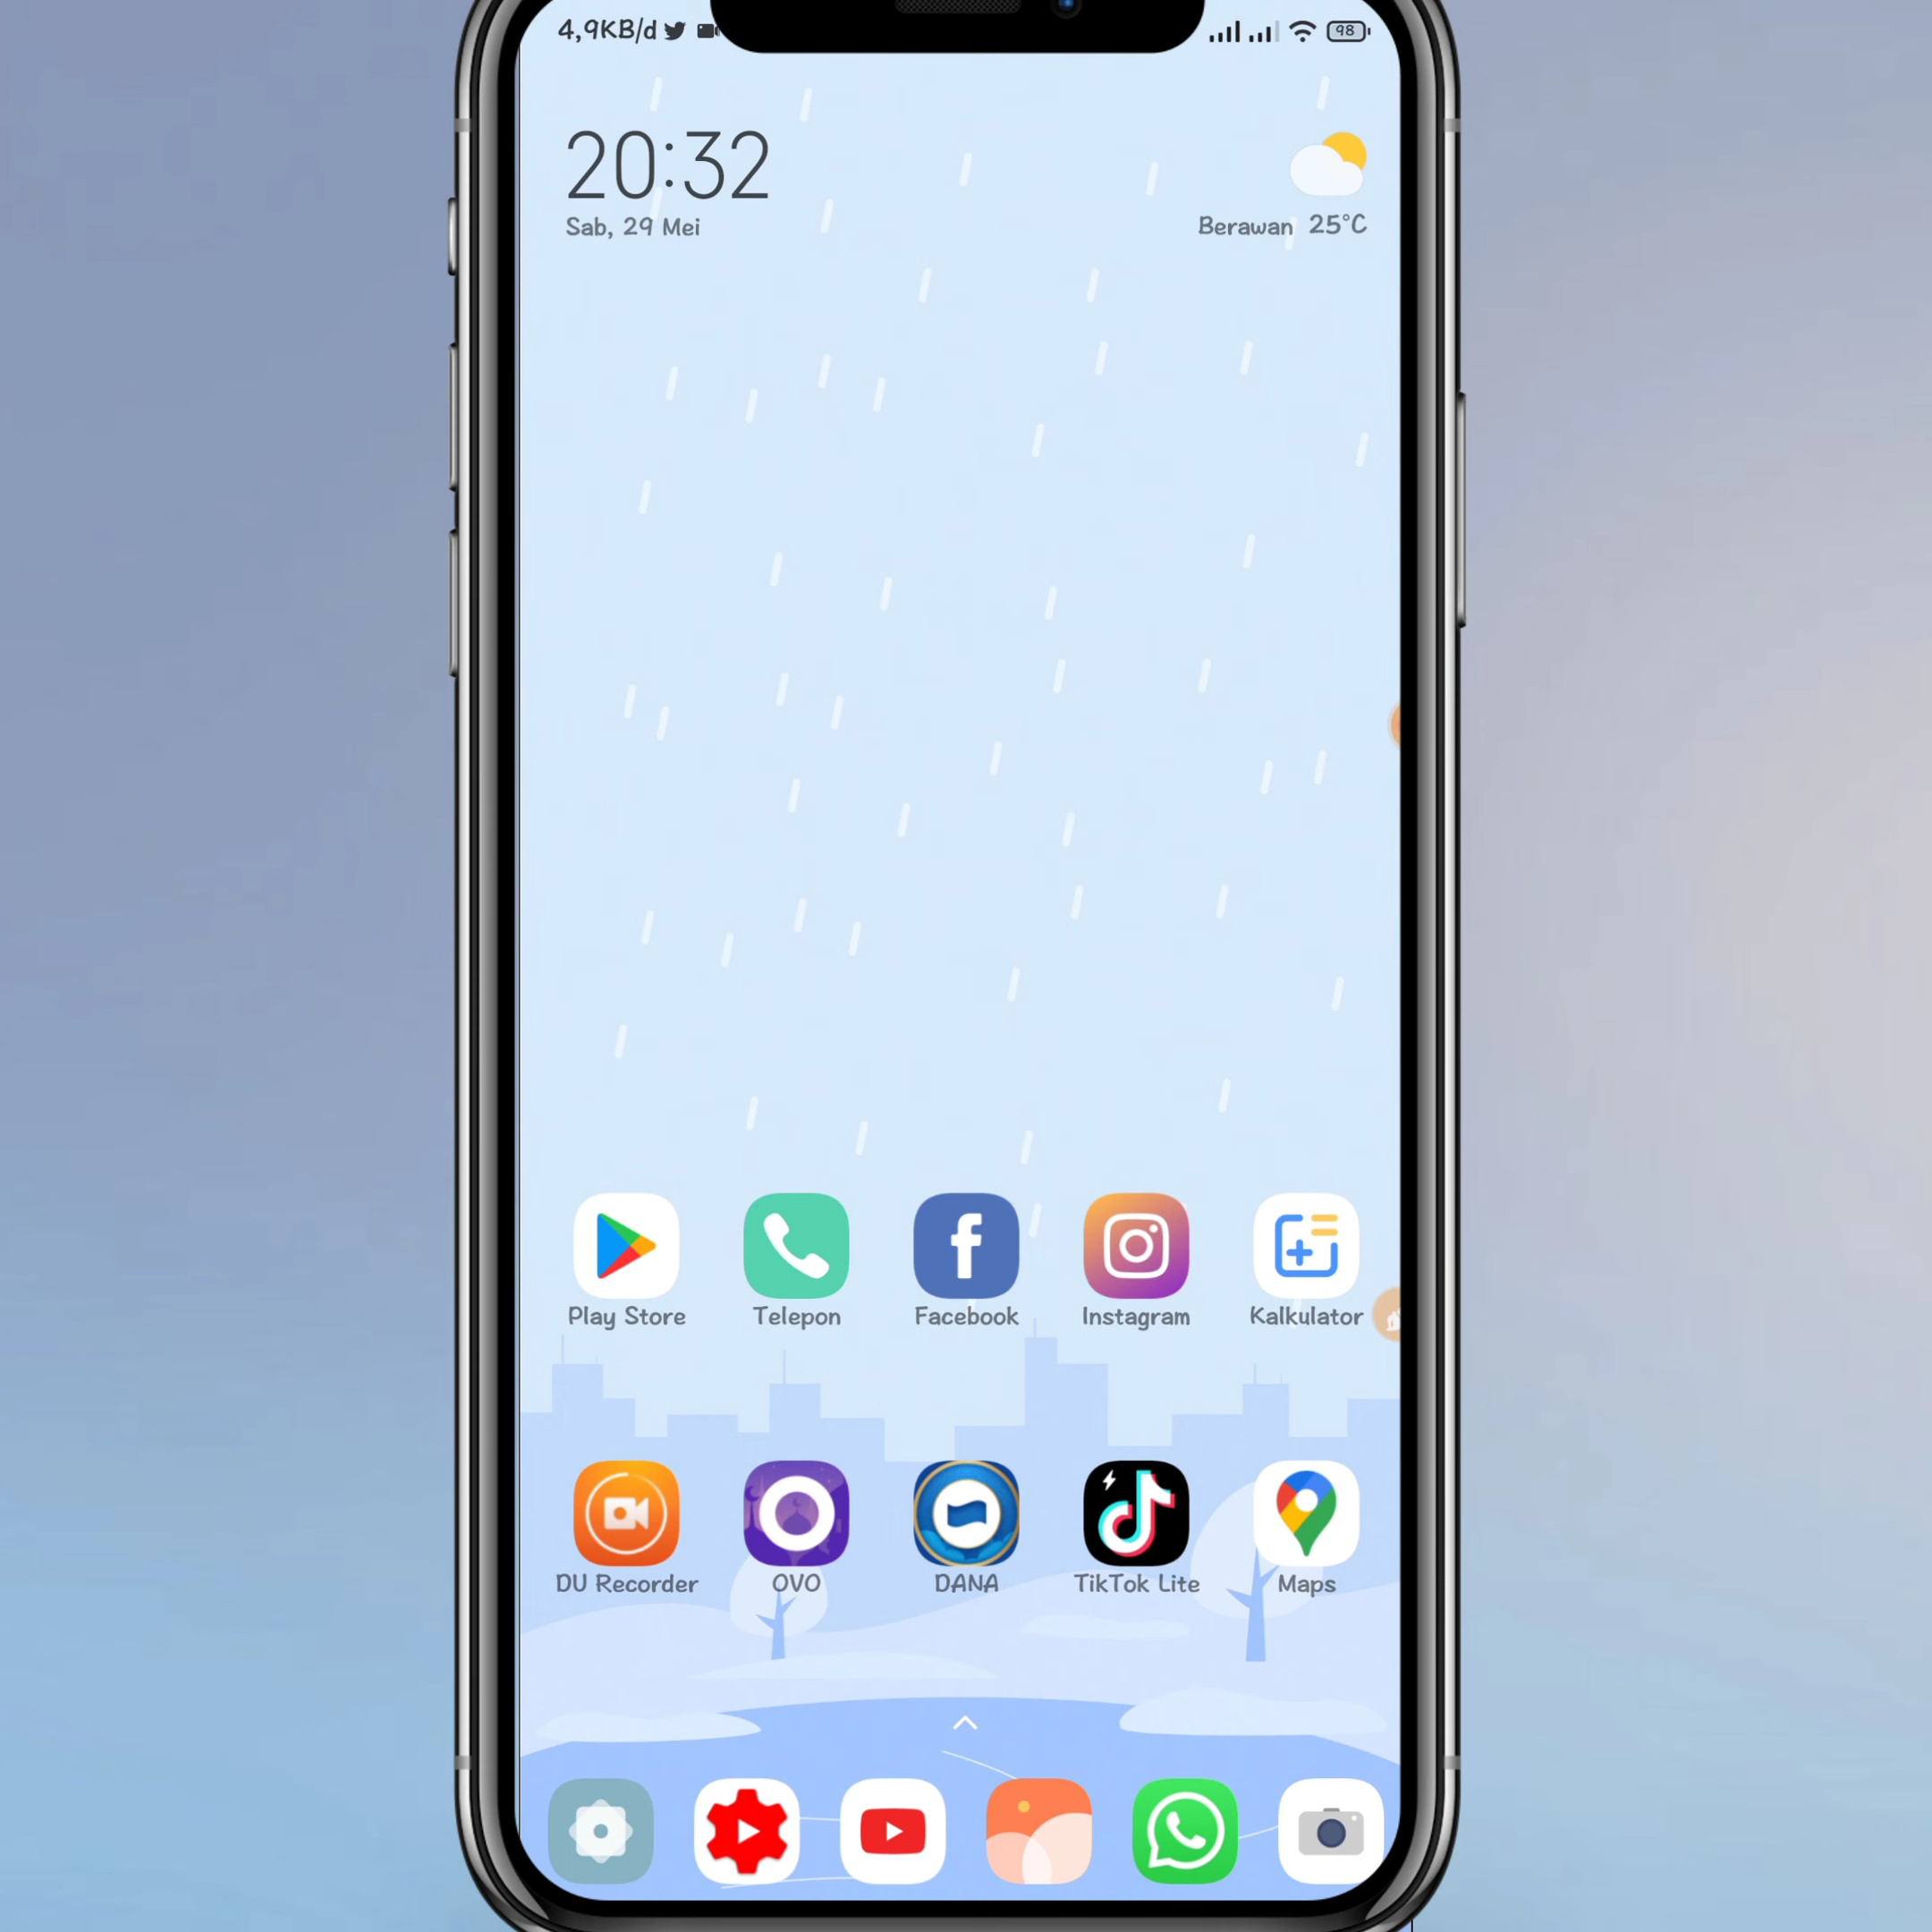 4,9KB/d
98
20:32
Sab, 29 Mei
Berawan 25°C
Play Store
Telepon
Facebook
Instagram
Kalkulator
DU Recorder
OVO
DANA
TikTok Lite
Maps